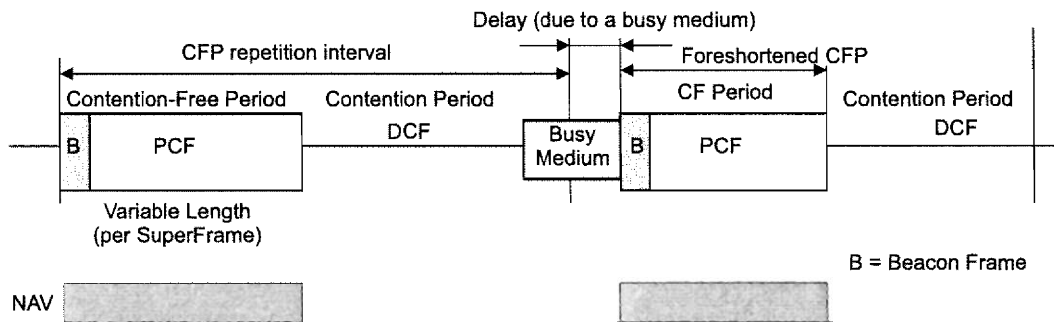 Delay (due to a busy medium)
CFP repetition interval
Foreshortened CFP
Contention-Free Period
Contention Period
CF Period
Contention Period
DCF
DCF
B
PCF
Busy
Medium
B
PCF
Variable Length
(per SuperFrame)
B = Beacon Frame
NAV